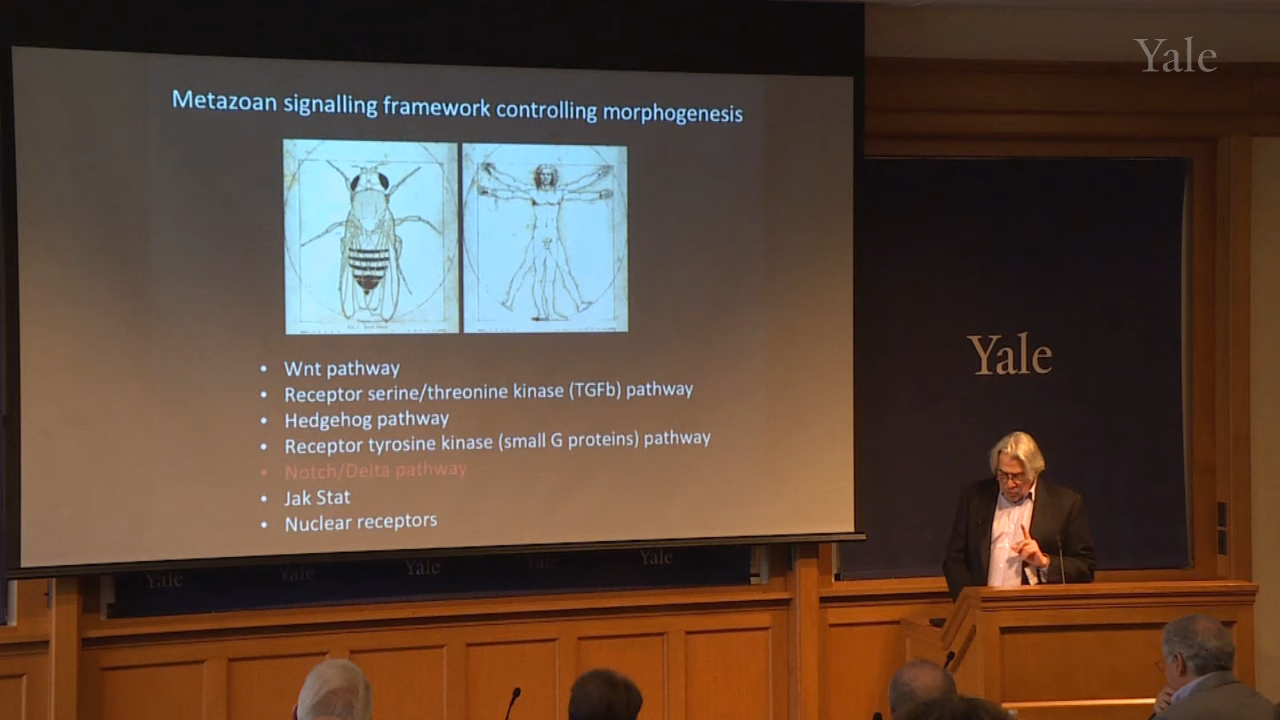 Yale
Metazoan signalling framework controlling morphogenesis
• Wnt pathway
• Receptor serine/threonine kinase (TGFb) pathway
• Hedgehog pathway
• Receptor tyrosine kinase (small G proteins) pathway
• Notch/Delta pathway
• Jak Stat
• Nuclear receptors
Yale
Yale Yale Yale Yale Yale